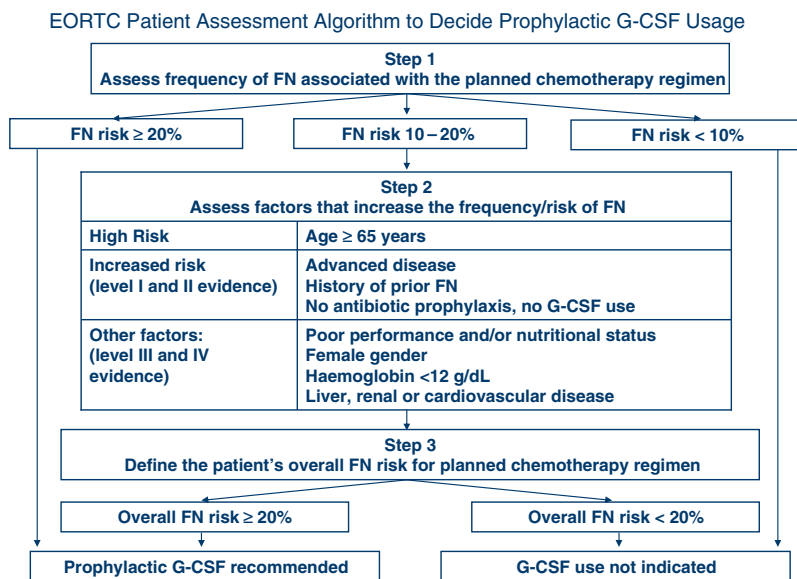 EORTC Patient Assessment Algorithm to Decide Prophylactic G-CSF Usage
Step 1
Assess frequency of FN associated with the planned chemotherapy regimen
FN risk ≥ 20%
FN risk 10 – 20%
FN risk < 10%
Step 2
Assess factors that increase the frequency/risk of FN
High Risk
Age ≥ 65 years
Increased risk
(level I and II evidence)
Advanced disease
History of prior FN
No antibiotic prophylaxis, no G-CSF use
Other factors:
(level III and IV
evidence)
Poor performance and/or nutritional status
Female gender
Haemoglobin <12 g/dL
Liver, renal or cardiovascular disease
Step 3
Define the patient's overall FN risk for planned chemotherapy regimen
Overall FN risk ≥ 20%
Overall FN risk < 20%
Prophylactic G-CSF recommended
G-CSF use not indicated